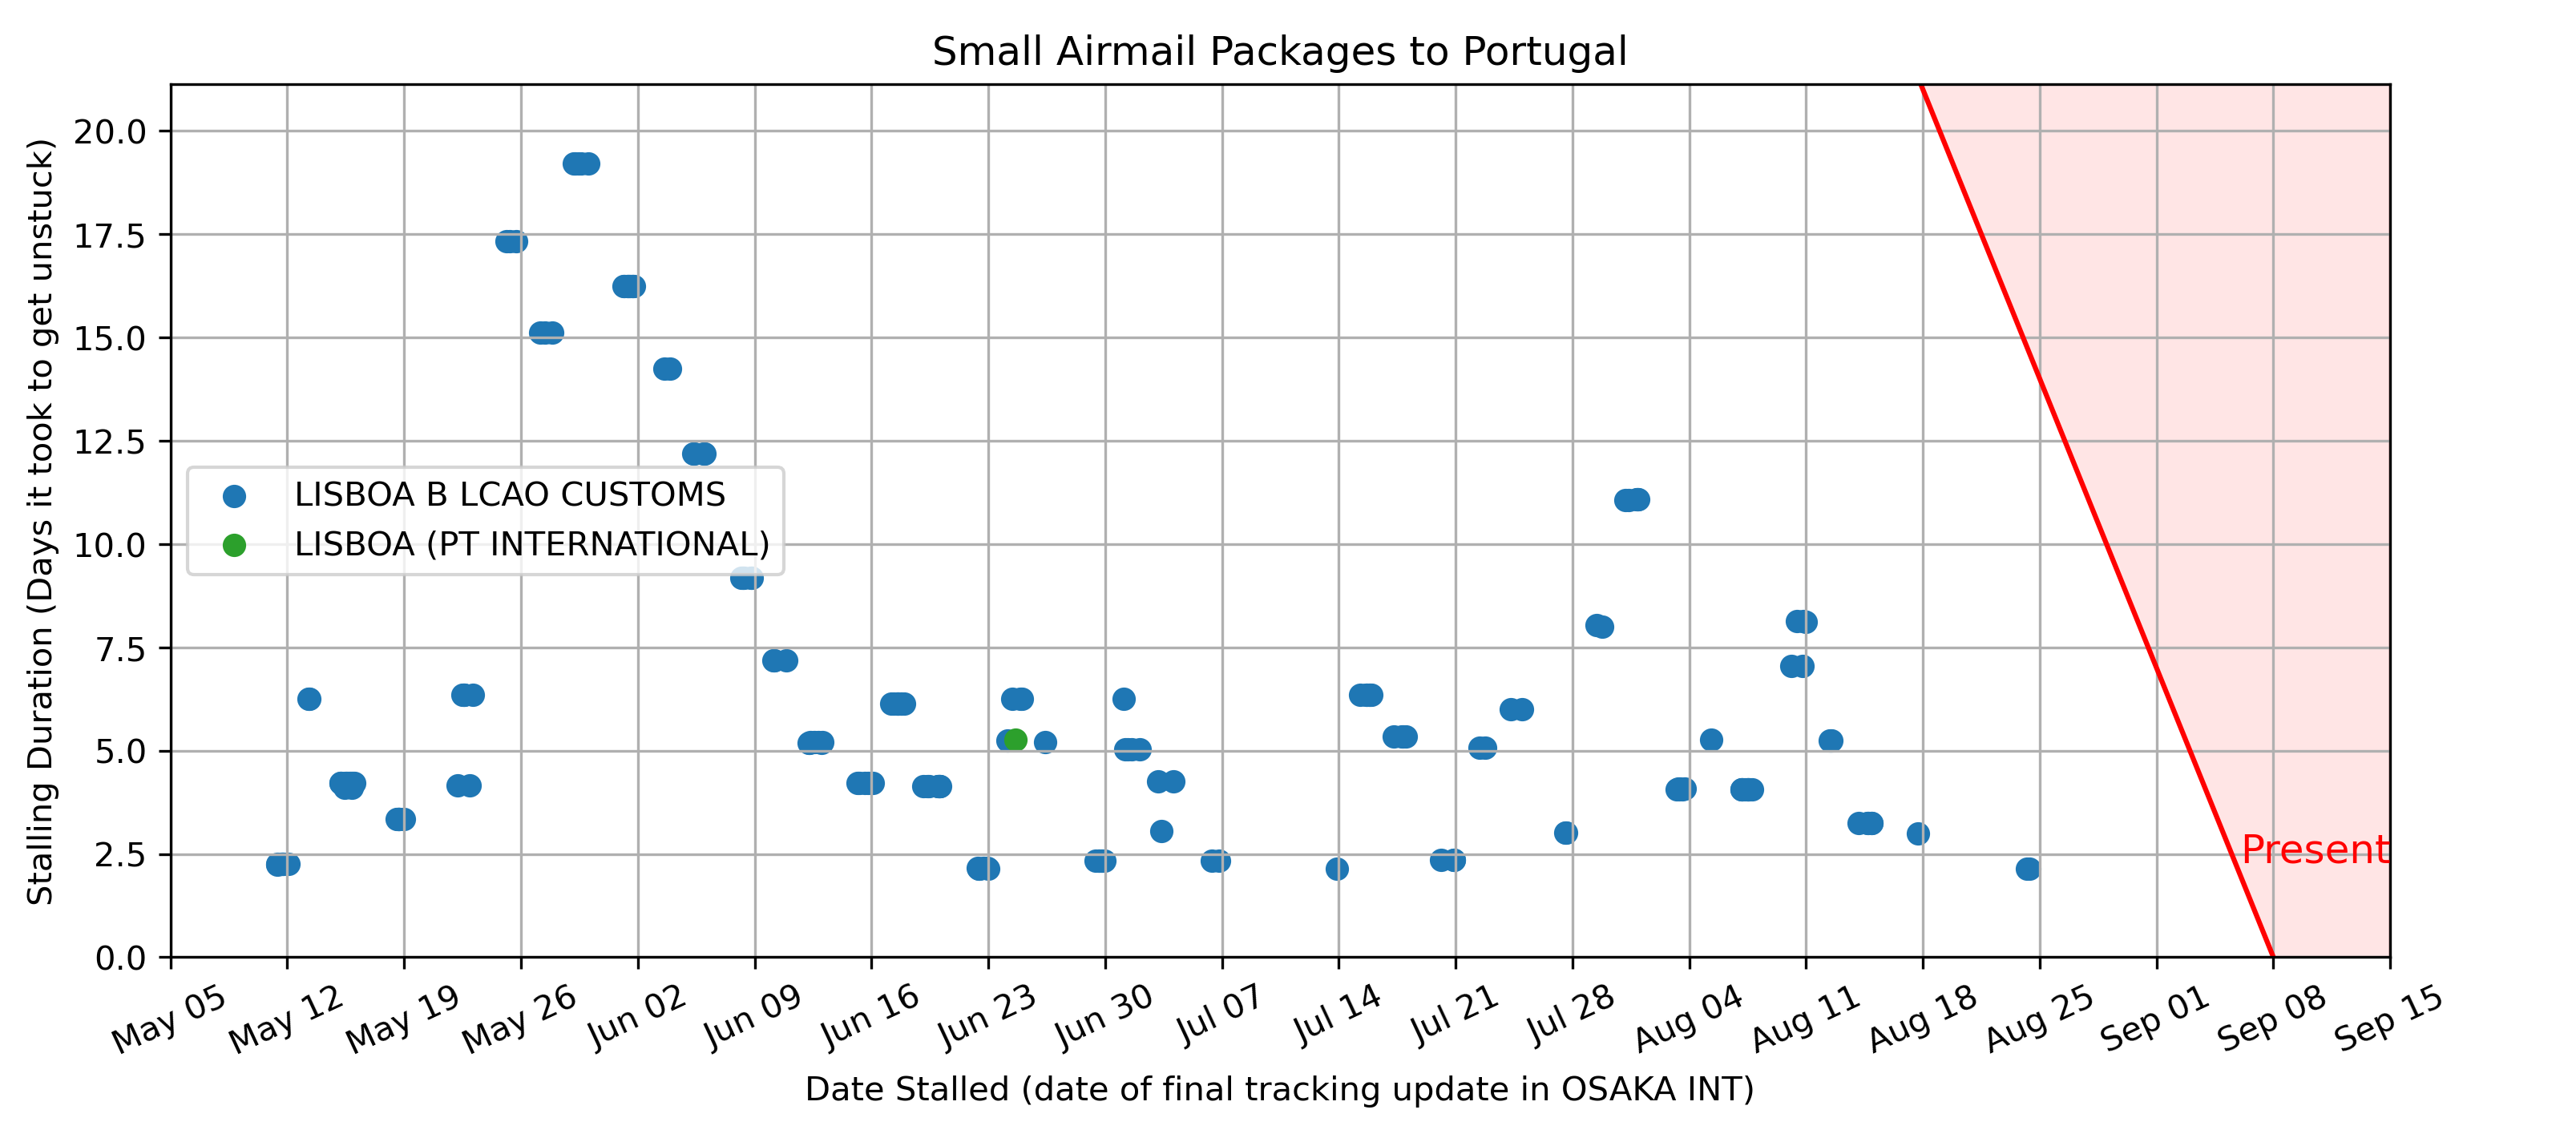 Small Airmail Packages to Portugal
Stalling Duration (Days it took to get unstuck)
20.0
17.5
15.0
12.5
10.0
7.5
5.0
2.5
0.0
LISBOA B LCAO CUSTOMS
LISBOA (PT INTERNATIONAL)
Present
May 05 May 12 May 19 May 26 Jun 02 Jun 09 Jun 16 Jun 23 Jun 30 Jul 07 Jul 14 Jul 21 Jul 28 Aug 04 Aug 11 Aug 18 Aug 25 Sep 01 Sep 08 Sep 15
Date Stalled (date of final tracking update in OSAKA INT)